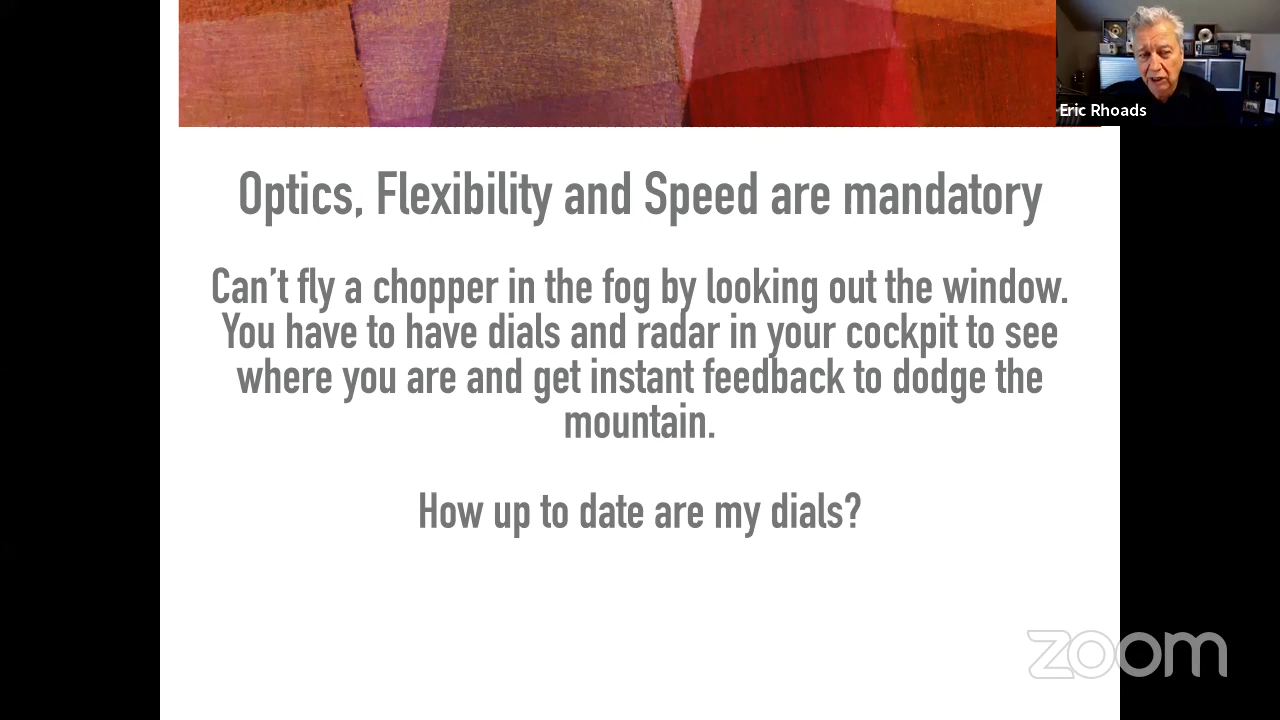 Eric Rhoads
Optics, Flexibility and Speed are mandatory
Can’t fly a chopper in the fog by looking out the window.
You have to have dials and radar in your cockpit to see
where you are and get instant feedback to dodge the
mountain.
How up to date are my dials?
zoom